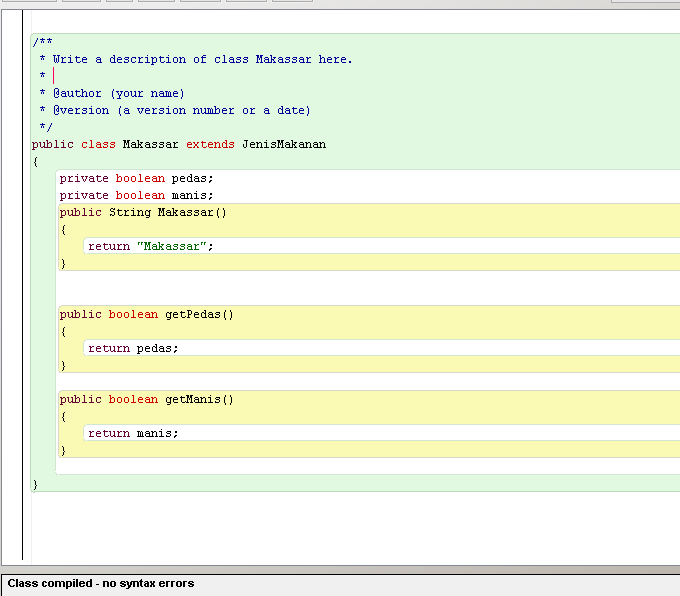 /**
* Write a description of class Makassar here.
*
* @author (your name)
* @version (a version number or a date)
*/
public class Makassar extends JenisMakanan
{
private boolean pedas;
private boolean manis;
public String Makassar()
{
return "Makassar";
}
public boolean getPedas()
{
return pedas;
}
public boolean getManis()
{
return manis;
}
}
Class compiled - no syntax errors